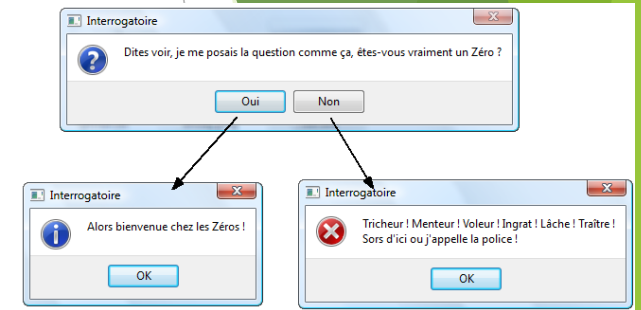 Interrogatoire
Dites voir, je me posais la question comme ça, êtes-vous vraiment un Zéro ?
Oui
Non
Interrogatoire
Alors bienvenue chez les Zéros !
OK
Interrogatoire
Tricheur ! Menteur ! Voleur ! Ingrat ! Lâche ! Traître !
Sors d'ici ou j'appelle la police !
OK